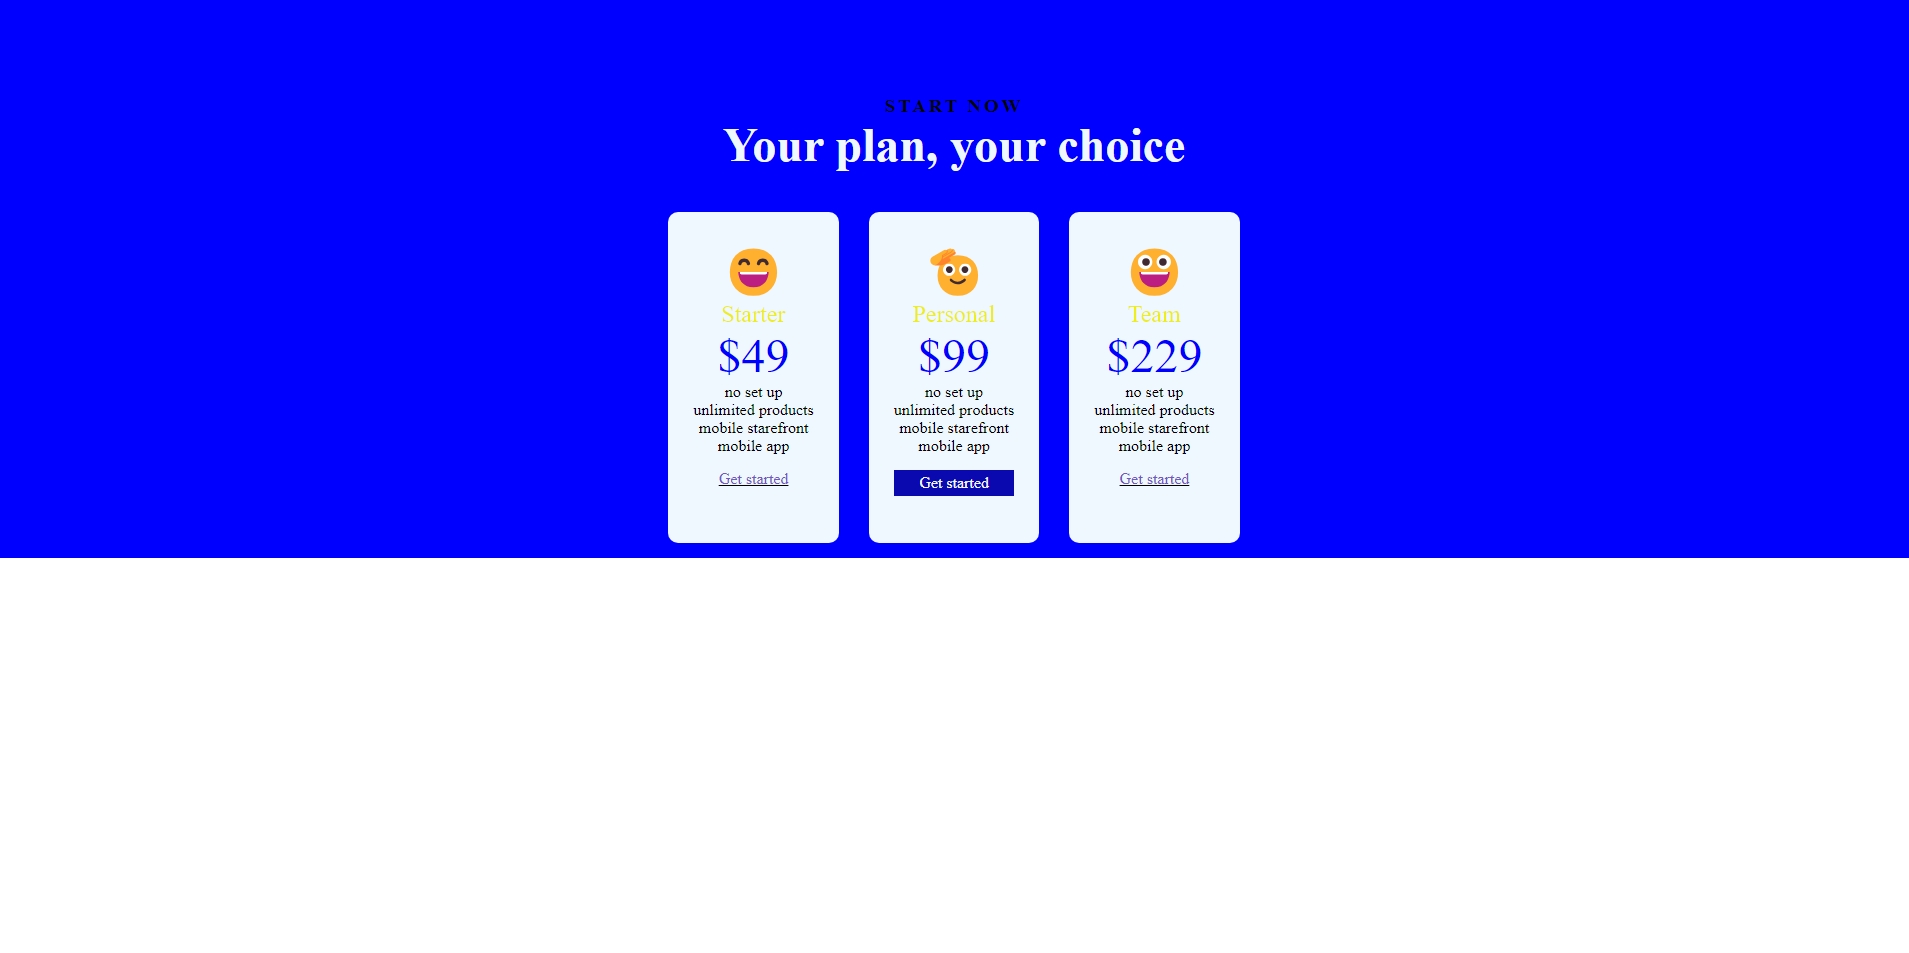 START NOW
Your plan, your choice
Starter
$49
no set up
unlimited products
mobile starefront
mobile app
Get started
Personal
$99
no set up
unlimited products
mobile starefront
mobile app
Get started
Team
$229
no set up
unlimited products
mobile starefront
mobile app
Get started